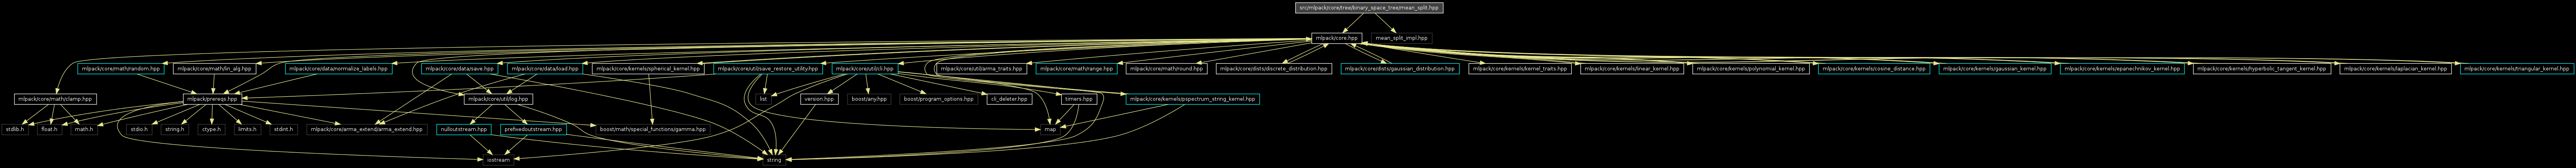 src/mlpack/core/tree/binary_space_tree/mean_split.hpp
mlpack/core.hpp
mean_split_impl.hpp
mlpack/core/math/random.hpp
mlpack/core/math/lin_alg.hpp
mlpack/core/data/normalize_labels.hpp
mlpack/core/data/save.hpp
mlpack/core/data/load.hpp
mlpack/core/kernels/spherical_kernel.hpp
mlpack/core/util/save_restore_utility.hpp
mlpack/core/util/cli.hpp
mlpack/core/util/arma_traits.hpp
mlpack/core/math/range.hpp
mlpack/core/math/round.hpp
mlpack/core/dists/discrete_distribution.hpp
mlpack/core/dists/gaussian_distribution.hpp
mlpack/core/kernels/kernel_traits.hpp
mlpack/core/kernels/linear_kernel.hpp
mlpack/core/kernels/polynomial_kernel.hpp
mlpack/core/kernels/cosine_distance.hpp
mlpack/core/kernels/gaussian_kernel.hpp
mlpack/core/kernels/epanechnikov_kernel.hpp
mlpack/core/kernels/hyperbolic_tangent_kernel.hpp
mlpack/core/kernels/laplacian_kernel.hpp
mlpack/core/kernels/triangular_kernel.hpp
mlpack/core/math/clamp.hpp
mlpack/prereqs.hpp
mlpack/core/util/log.hpp
list
version.hpp
boost/any.hpp
boost/program_options.hpp
cli_deleter.hpp
timers.hpp
mlpack/core/kernels/pspectrum_string_kernel.hpp
stdlib.h
float.h
math.h
stdio.h
string.h
ctype.h
limits.h
stdint.h
mlpack/core/arma_extend/arma_extend.hpp
nulloutstream.hpp
prefixedoutstream.hpp
boost/math/special_functions/gamma.hpp
map
iostream
string